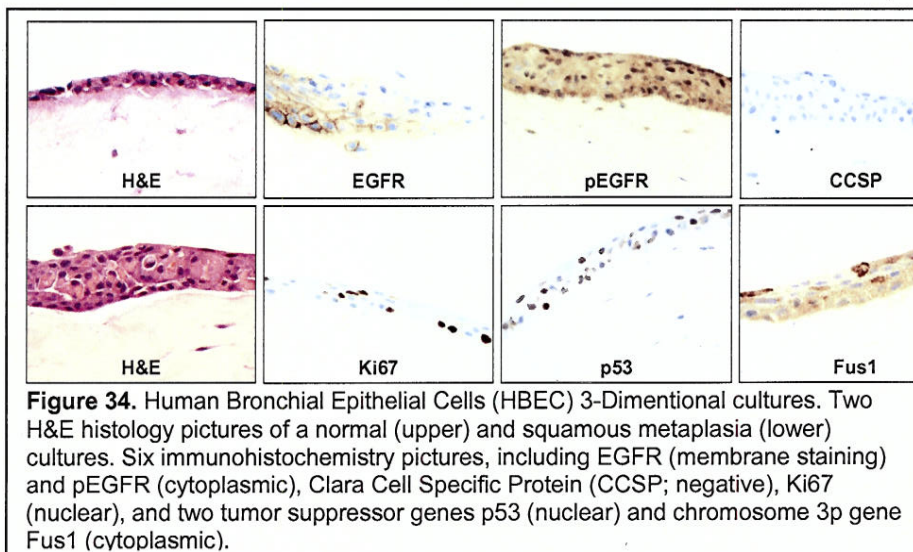 H&E
EGFR
pEGFR
CCSP
H&E
Ki67
p53
Fus1
Figure 34. Human Bronchial Epithelial Cells (HBEC) 3-Dimentional cultures. Two
H&E histology pictures of a normal (upper) and squamous metaplasia (lower)
cultures. Six immunohistochemistry pictures, including EGFR (membrane staining)
and pEGFR (cytoplasmic), Clara Cell Specific Protein (CCSP; negative), Ki67
(nuclear), and two tumor suppressor genes p53 (nuclear) and chromosome 3p gene
Fus1 (cytoplasmic).